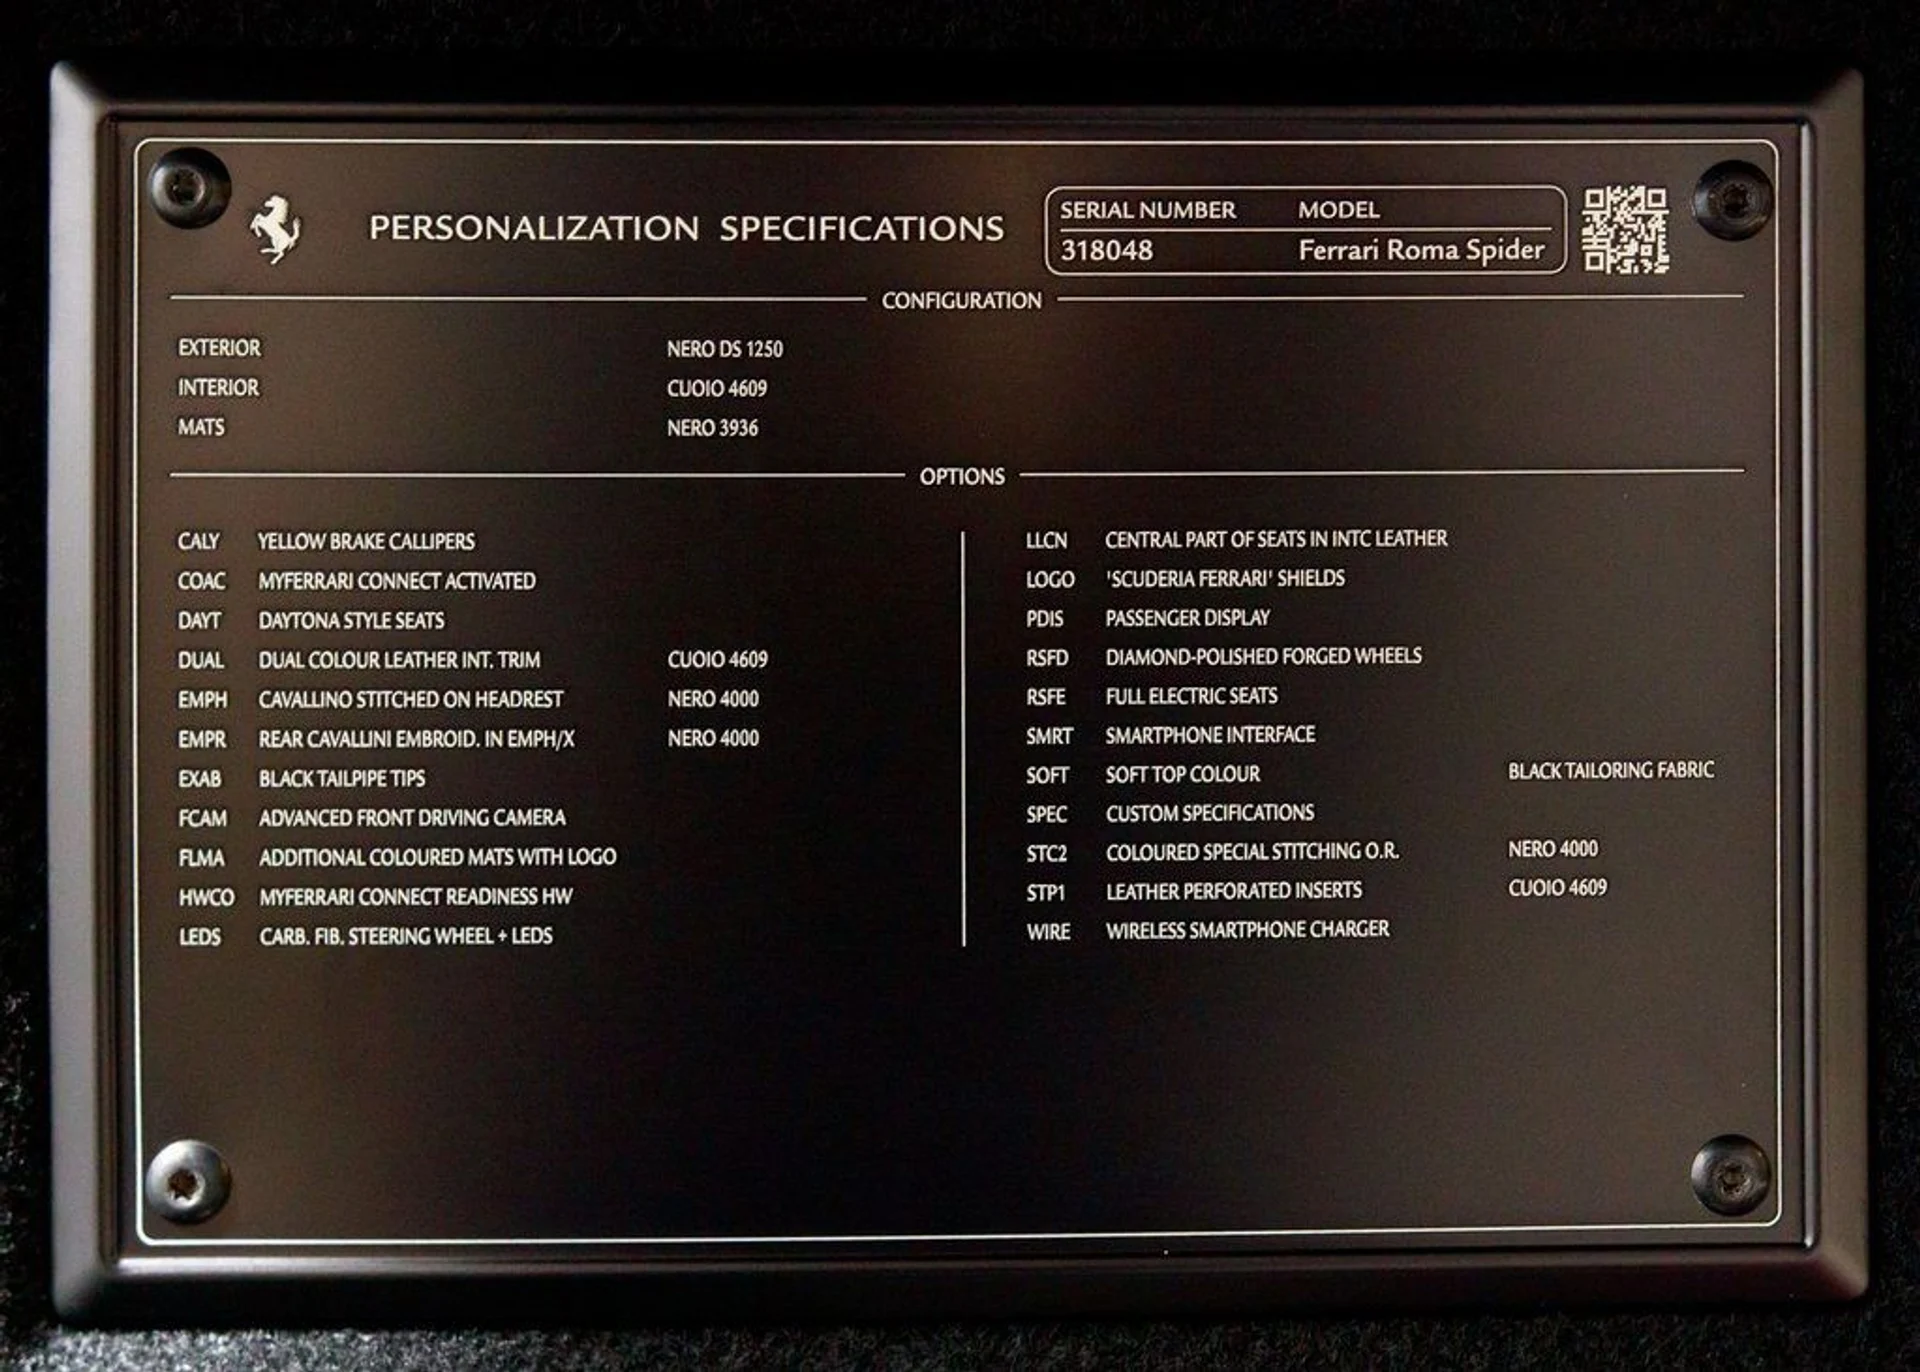 PERSONALIZATION SPECIFICATIONS
SERIAL NUMBER MODEL
318048 Ferrari Roma Spider
CONFIGURATION
EXTERIOR NERO DS 1250
INTERIOR CUOIO 4609
MATS NERO 3936
OPTIONS
CALY YELLOW BRAKE CALLIPERS
COAC MYFERRARI CONNECT ACTIVATED
DAYT DAYTONA STYLE SEATS
DUAL DUAL COLOUR LEATHER INT. TRIM CUOIO 4609
EMPH CAVALLINO STITCHED ON HEADREST NERO 4000
EMPR REAR CAVALLINI EMBROID. IN EMPH/X NERO 4000
EXAB BLACK TAILPIPE TIPS
FCAM ADVANCED FRONT DRIVING CAMERA
FLMA ADDITIONAL COLOURED MATS WITH LOGO
HWCO MYFERRARI CONNECT READINESS HW
LEDS CARB. FIB. STEERING WHEEL + LEDS
LLCN CENTRAL PART OF SEATS IN INTC LEATHER
LOGO 'SCUDERIA FERRARI' SHIELDS
PDIS PASSENGER DISPLAY
RSFD DIAMOND-POLISHED FORGED WHEELS
RSFE FULL ELECTRIC SEATS
SMRT SMARTPHONE INTERFACE
SOFT SOFT TOP COLOUR BLACK TAILORING FABRIC
SPEC CUSTOM SPECIFICATIONS
STC2 COLOURED SPECIAL STITCHING O.R. NERO 4000
STP1 LEATHER PERFORATED INSERTS CUOIO 4609
WIRE WIRELESS SMARTPHONE CHARGER